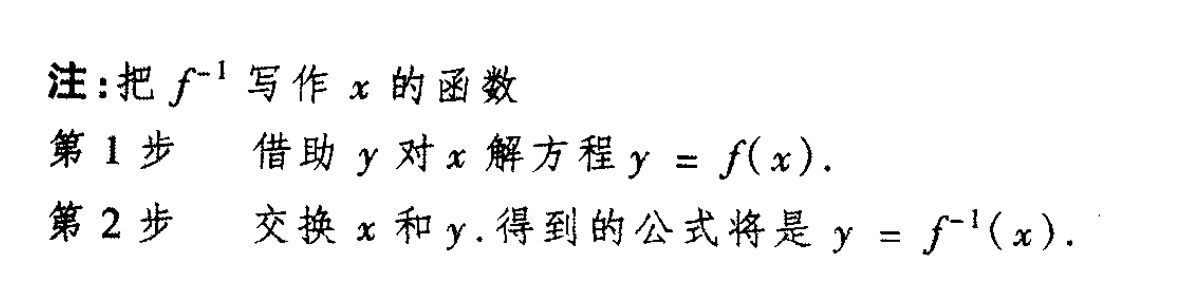 注:把 f⁻¹ 写作 x 的函数
第 1 步 借助 y 对 x 解方程 y = f(x).
第 2 步 交换 x 和 y.得到的公式将是 y = f⁻¹(x).